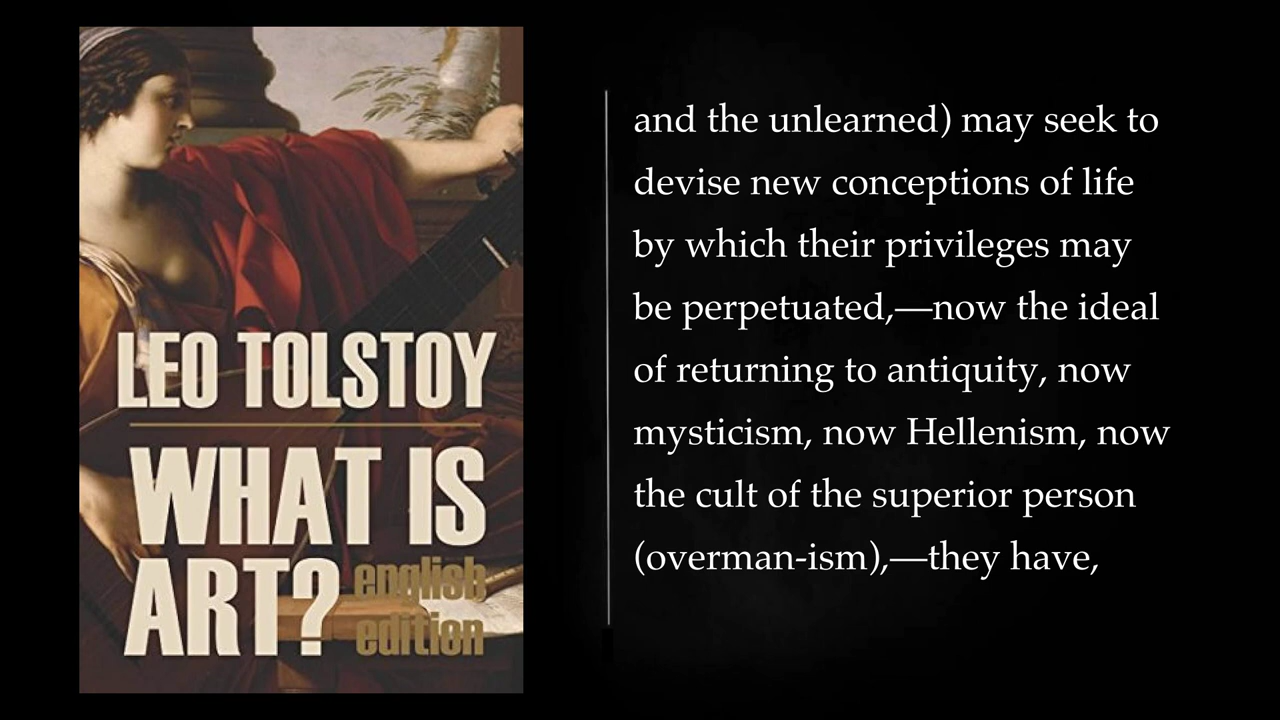 LEO TOLSTOY
WHAT IS
ART?
english
edition
and the unlearned) may seek to
devise new conceptions of life
by which their privileges may
be perpetuated,—now the ideal
of returning to antiquity, now
mysticism, now Hellenism, now
the cult of the superior person
(overman-ism),—they have,